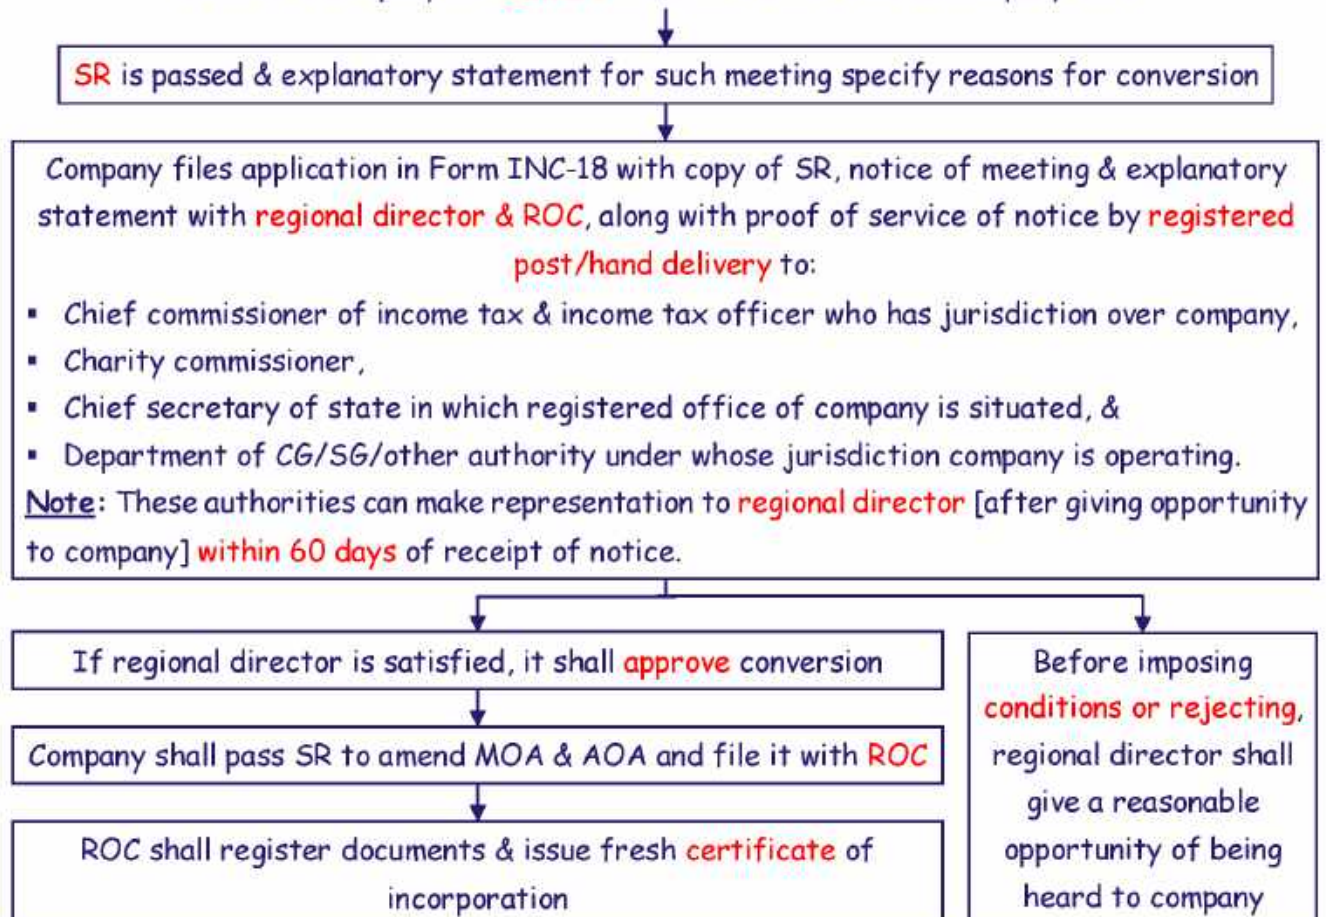 SR is passed & explanatory statement for such meeting specify reasons for conversion
Company files application in Form INC-18 with copy of SR, notice of meeting & explanatory
statement with regional director & ROC, along with proof of service of notice by registered
post/hand delivery to:
▪ Chief commissioner of income tax & income tax officer who has jurisdiction over company,
▪ Charity commissioner,
▪ Chief secretary of state in which registered office of company is situated, &
▪ Department of CG/SG/other authority under whose jurisdiction company is operating.
Note: These authorities can make representation to regional director [after giving opportunity
to company] within 60 days of receipt of notice.
If regional director is satisfied, it shall approve conversion
Company shall pass SR to amend MOA & AOA and file it with ROC
ROC shall register documents & issue fresh certificate of
incorporation
Before imposing
conditions or rejecting,
regional director shall
give a reasonable
opportunity of being
heard to company